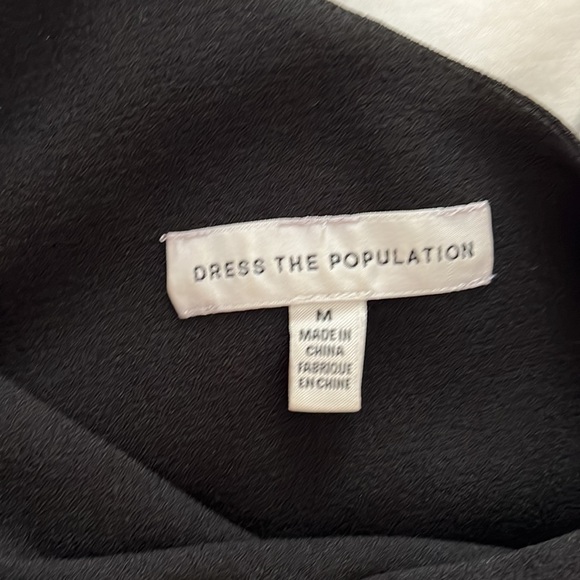 DRESS THE POPULATION
M
MADE IN
CHINA
FABRIQUE
EN CHINE